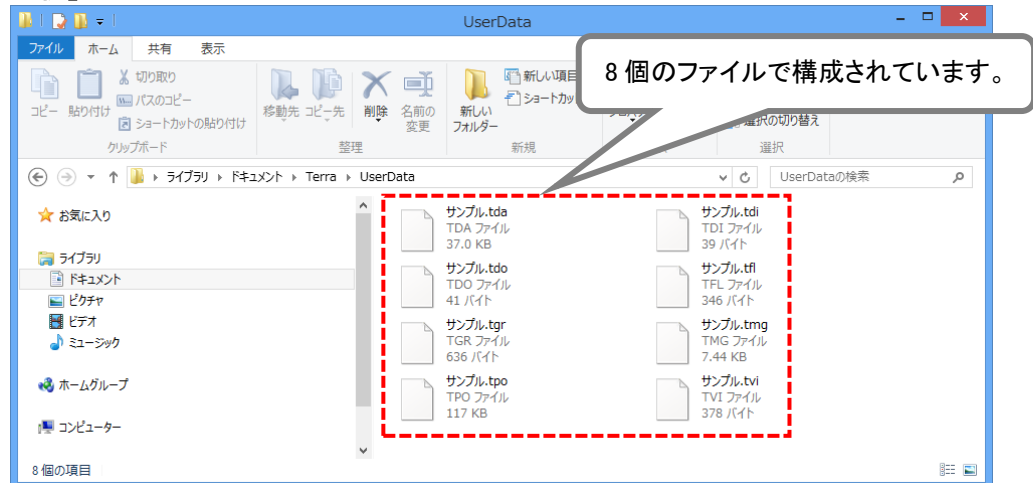 UserData
ファイル ホーム 共有 表示
8 個のファイルで構成されています。
コピー 貼り付け 切り取り
パスのコピー
ショートカットの貼り付け
移動先 コピー先 削除 名前の
変更
新しい
フォルダー
新しい項目
選択の切り替え
クリップボード 整理 新規 選択
ライブラリ ドキュメント Terra UserData
UserDataの検索
お気に入り
ライブラリ
ドキュメント
ピクチャ
ビデオ
ミュージック
ホームグループ
コンピューター
サンプル.tda
TDA ファイル
37.0 KB
サンプル.tdi
TDI ファイル
39 バイト
サンプル.tdo
TDO ファイル
41 バイト
サンプル.tfl
TFL ファイル
346 バイト
サンプル.tgr
TGR ファイル
636 バイト
サンプル.tmg
TMG ファイル
7.44 KB
サンプル.tpo
TPO ファイル
117 KB
サンプル.tvi
TVI ファイル
378 バイト
8 個の項目